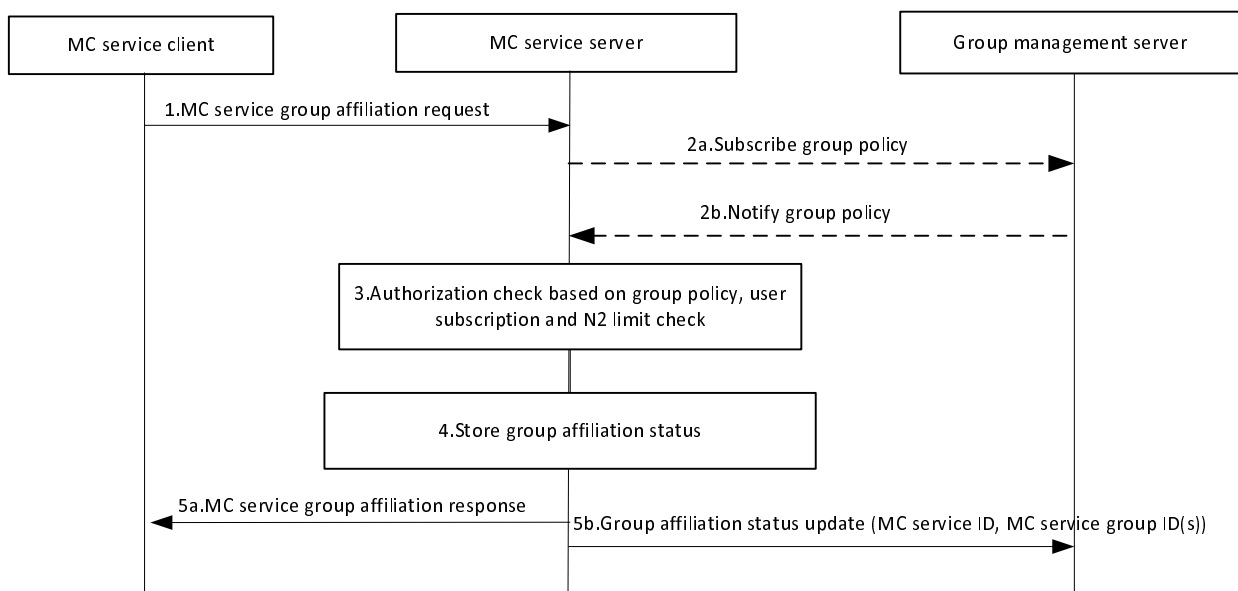 MC service client
MC service server
Group management server
1.MC service group affiliation request
2a.Subscribe group policy
2b.Notify group policy
3.Authorization check based on group policy, user
subscription and N2 limit check
4.Store group affiliation status
5a.MC service group affiliation response
5b.Group affiliation status update (MC service ID, MC service group ID(s))